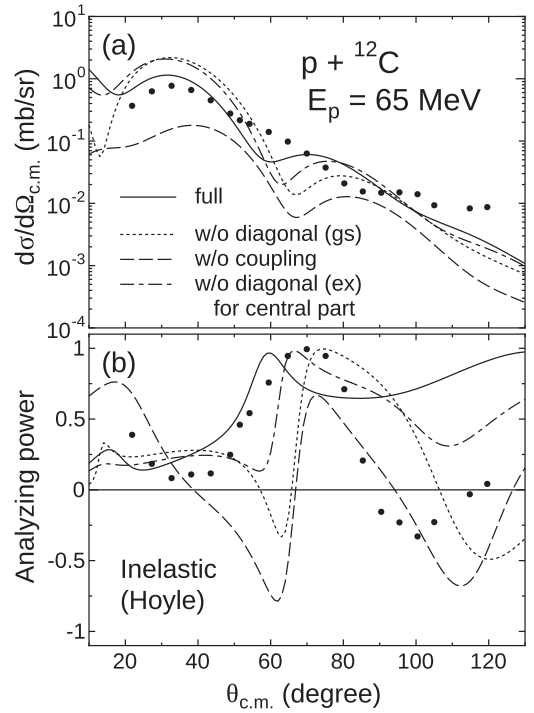 (a)
p + ¹²C
Eₚ = 65 MeV
dσ/dΩc.m. (mb/sr)
10¹
10⁰
10⁻¹
10⁻²
10⁻³
10⁻⁴
full
w/o diagonal (gs)
w/o coupling
w/o diagonal (ex)
for central part
(b)
Analyzing power
1
0.5
0
-0.5
-1
Inelastic
(Hoyle)
20 40 60 80 100 120
θc.m. (degree)